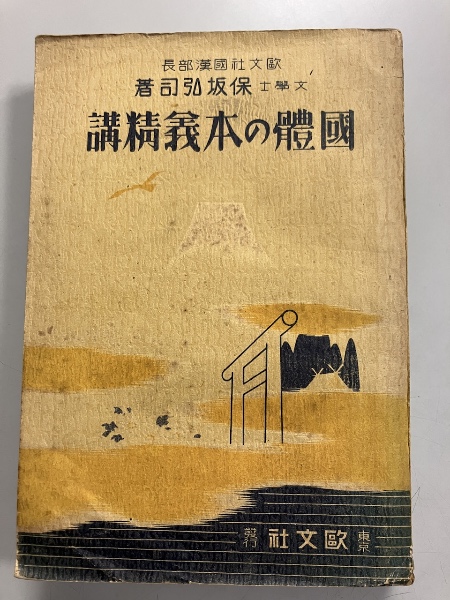 歐文社國漢部長
文學士 保坂弘司著
國體の本義精講
東京 歐文社 發行